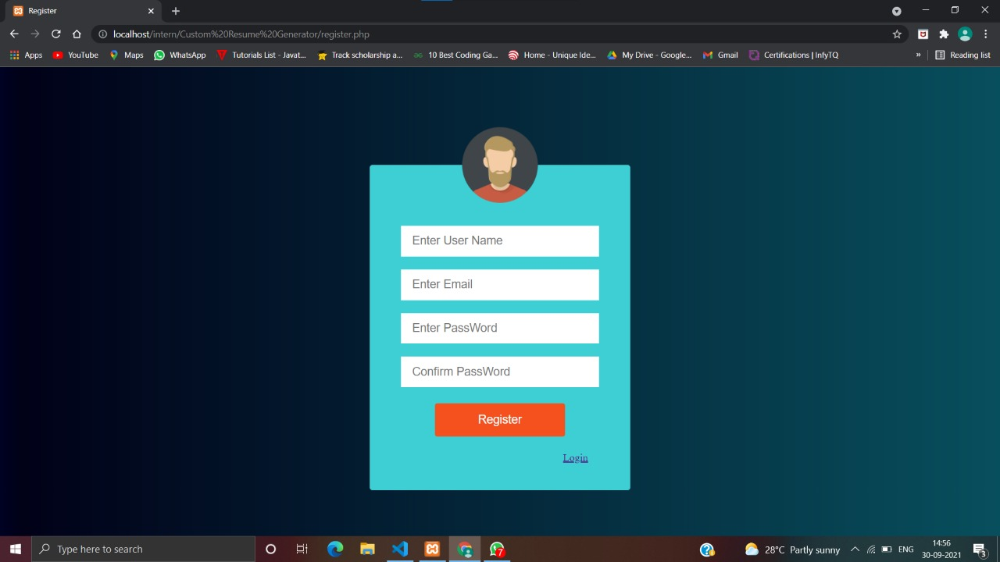 Register
localhost/intern/Custom%20Resume%20Generator/register.php
Apps YouTube Maps WhatsApp Tutorials List - Javat... Track scholarship a... 10 Best Coding Ga... Home - Unique Ide... My Drive - Google... Gmail Certifications | InfyTQ » Reading list
Enter User Name
Enter Email
Enter PassWord
Confirm PassWord
Register
Login
Type here to search
7
28°C Partly sunny
ENG
14:56
30-09-2021
3